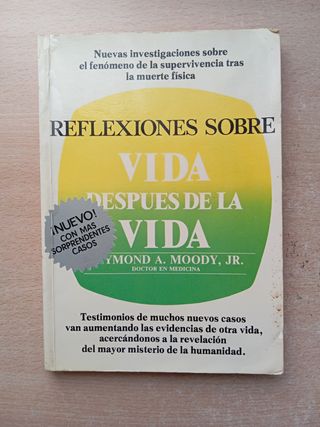 Nuevas investigaciones sobre
el fenómeno de la supervivencia tras
la muerte física
REFLEXIONES SOBRE
VIDA
DESPUES DE LA
VIDA
YMOND A. MOODY, JR.
DOCTOR EN MEDICINA
¡NUEVO!
CON MAS
SORPRENDENTES
CASOS
Testimonios de muchos nuevos casos
van aumentando las evidencias de otra vida,
acercándonos a la revelación
del mayor misterio de la humanidad.